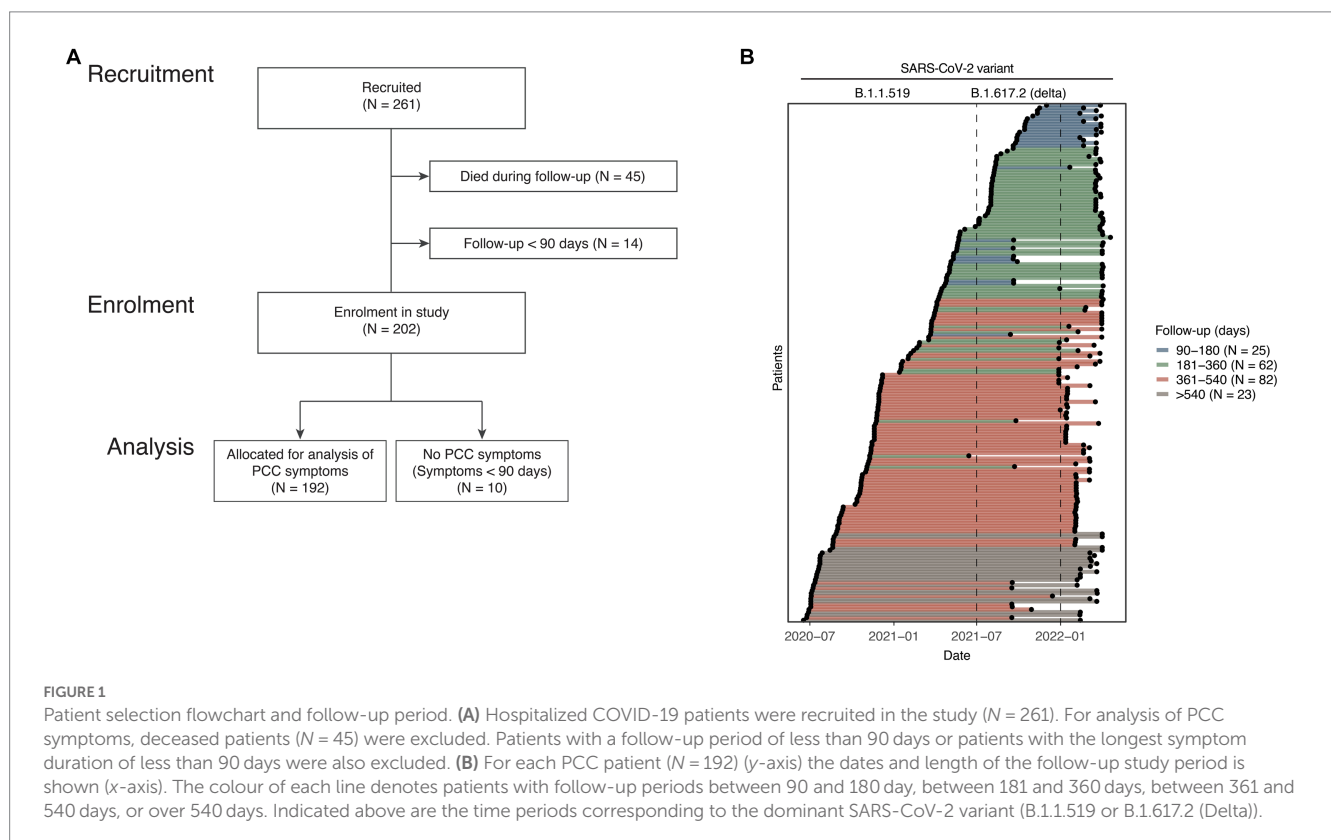 A
Recruitment
Recruited
(N = 261)
Died during follow-up (N = 45)
Follow-up < 90 days (N = 14)
Enrolment
Enrolment in study
(N = 202)
Analysis
Allocated for analysis of
PCC symptoms
(N = 192)
No PCC symptoms
(Symptoms < 90 days)
(N = 10)
B
SARS-CoV-2 variant
B.1.1.519
B.1.617.2 (delta)
Patients
2020−07
2021−01
2021−07
2022−01
Date
Follow-up (days)
90−180 (N = 25)
181−360 (N = 62)
361−540 (N = 82)
>540 (N = 23)
FIGURE 1
Patient selection flowchart and follow-up period. (A) Hospitalized COVID-19 patients were recruited in the study (N = 261). For analysis of PCC
symptoms, deceased patients (N = 45) were excluded. Patients with a follow-up period of less than 90 days or patients with the longest symptom
duration of less than 90 days were also excluded. (B) For each PCC patient (N = 192) (y-axis) the dates and length of the follow-up study period is
shown (x-axis). The colour of each line denotes patients with follow-up periods between 90 and 180 day, between 181 and 360 days, between 361 and
540 days, or over 540 days. Indicated above are the time periods corresponding to the dominant SARS-CoV-2 variant (B.1.1.519 or B.1.617.2 (Delta)).